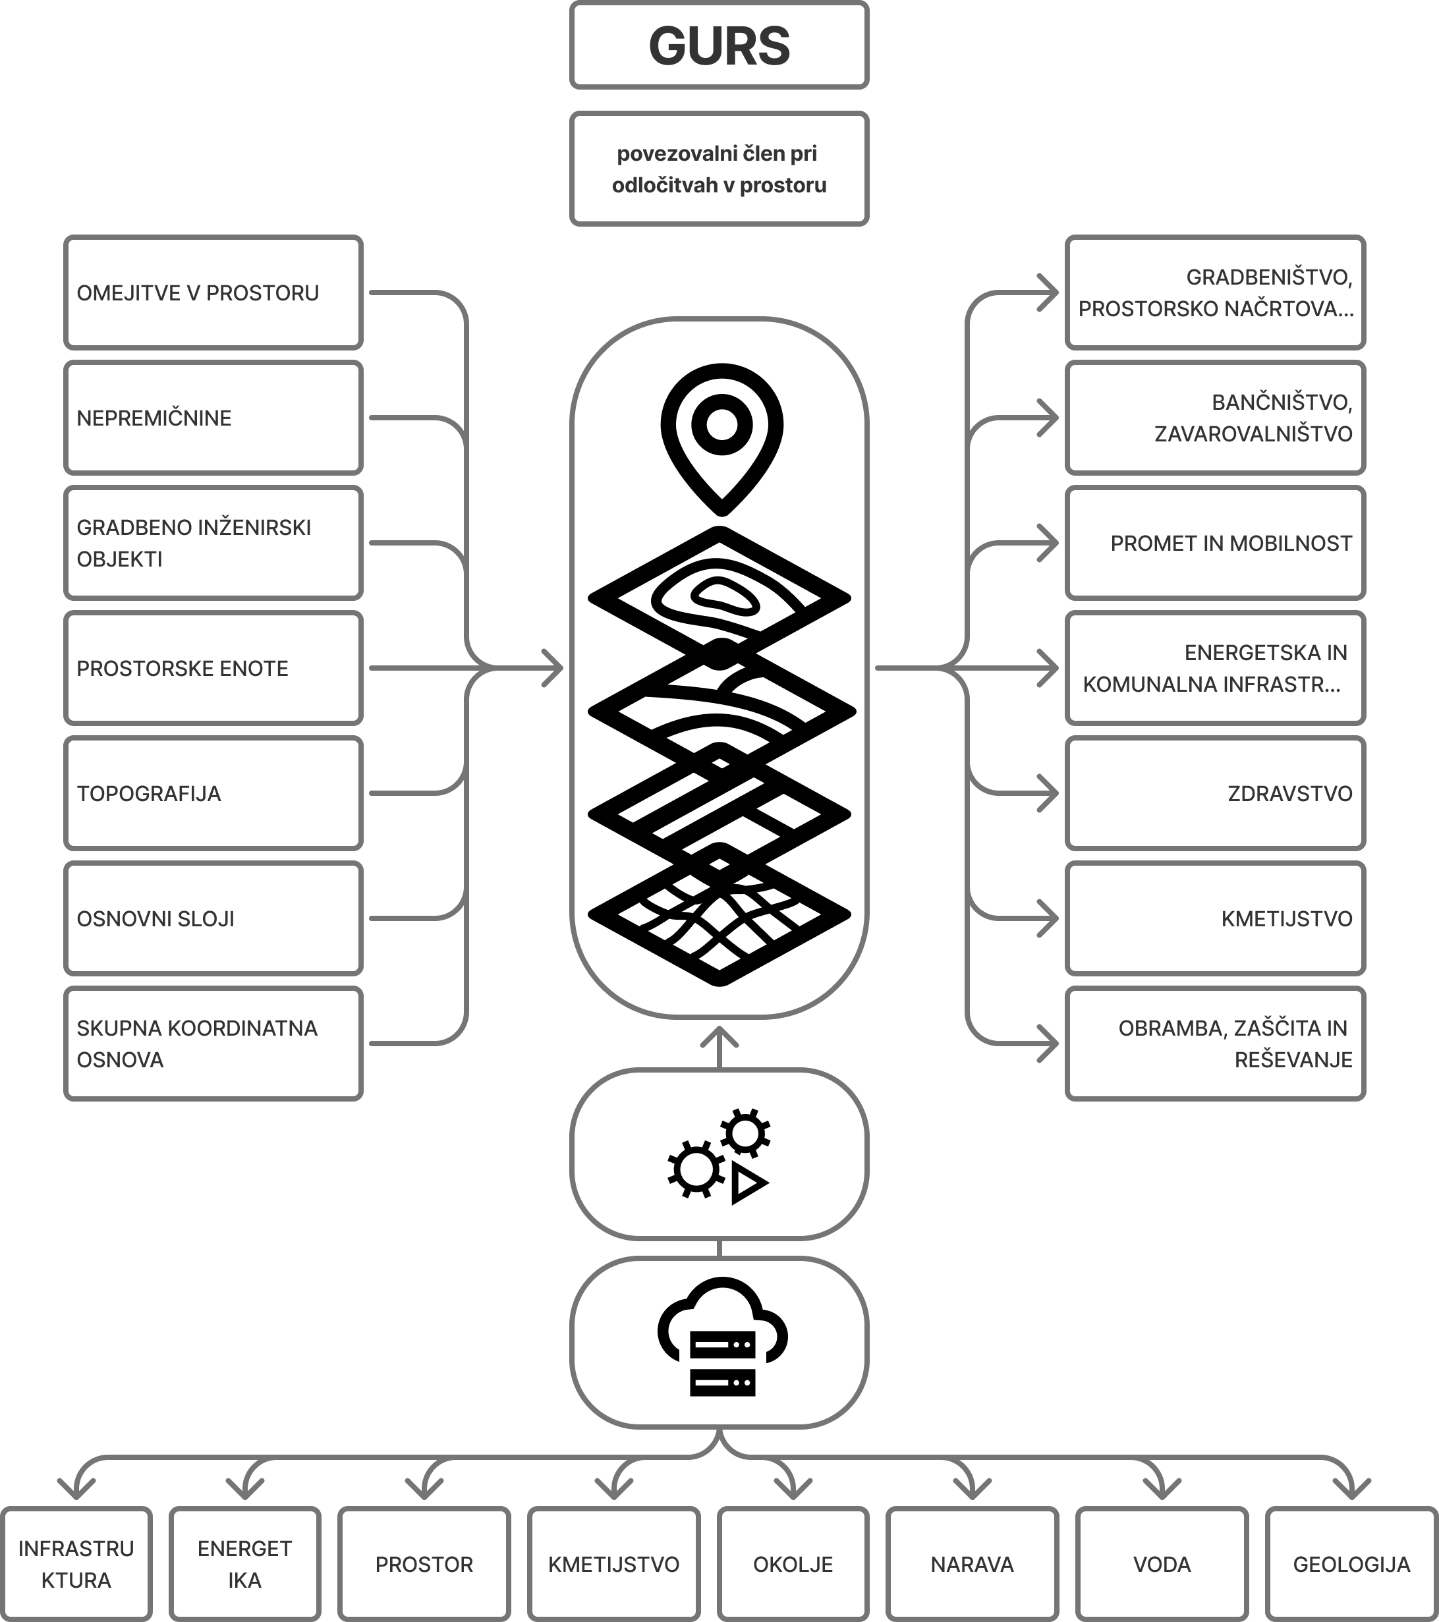 GURS
povezovalni člen pri
odločitvah v prostoru
OMEJITVE V PROSTORU
NEPREMIČNINE
GRADBENO INŽENIRSKI
OBJEKTI
PROSTORSKE ENOTE
TOPOGRAFIJA
OSNOVNI SLOJI
SKUPNA KOORDINATNA
OSNOVA
GRADBENIŠTVO,
PROSTORSKO NAČRTOVA...
BANČNIŠTVO,
ZAVAROVALNIŠTVO
PROMET IN MOBILNOST
ENERGETSKA IN
KOMUNALNA INFRASTR...
ZDRAVSTVO
KMETIJSTVO
OBRAMBA, ZAŠČITA IN
REŠEVANJE
INFRASTRU
KTURA
ENERGET
IKA
PROSTOR
KMETIJSTVO
OKOLJE
NARAVA
VODA
GEOLOGIJA